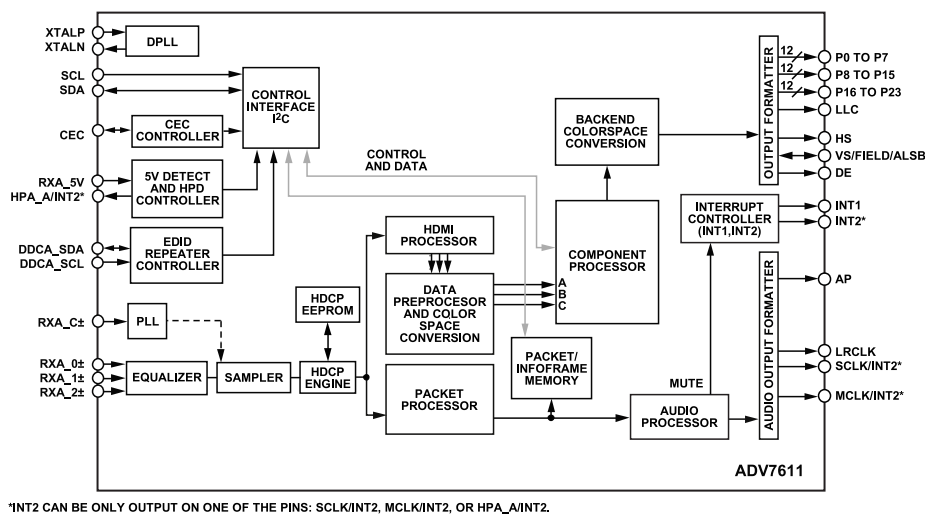 XTALP
XTALN
DPLL
SCL
SDA
CEC
CEC
CONTROLLER
CONTROL
INTERFACE
I2C
RXA_5V
HPA_A/INT2*
5V DETECT
AND HPD
CONTROLLER
DDCA_SDA
DDCA_SCL
EDID
REPEATER
CONTROLLER
RXA_C±
PLL
RXA_0±
RXA_1±
RXA_2±
EQUALIZER
SAMPLER
HDCP
EEPROM
HDCP
ENGINE
CONTROL
AND DATA
HDMI
PROCESSOR
DATA
PREPROCESOR
AND COLOR
SPACE
CONVERSION
A
B
C
PACKET
PROCESSOR
PACKET/
INFOFRAME
MEMORY
BACKEND
COLORSPACE
CONVERSION
COMPONENT
PROCESSOR
INTERRUPT
CONTROLLER
(INT1,INT2)
MUTE
AUDIO
PROCESSOR
OUTPUT FORMATTER
12
P0 TO P7
12
P8 TO P15
12
P16 TO P23
LLC
HS
VS/FIELD/ALSB
DE
INT1
INT2*
AUDIO OUTPUT FORMATTER
AP
LRCLK
SCLK/INT2*
MCLK/INT2*
ADV7611
*INT2 CAN BE ONLY OUTPUT ON ONE OF THE PINS: SCLK/INT2, MCLK/INT2, OR HPA_A/INT2.